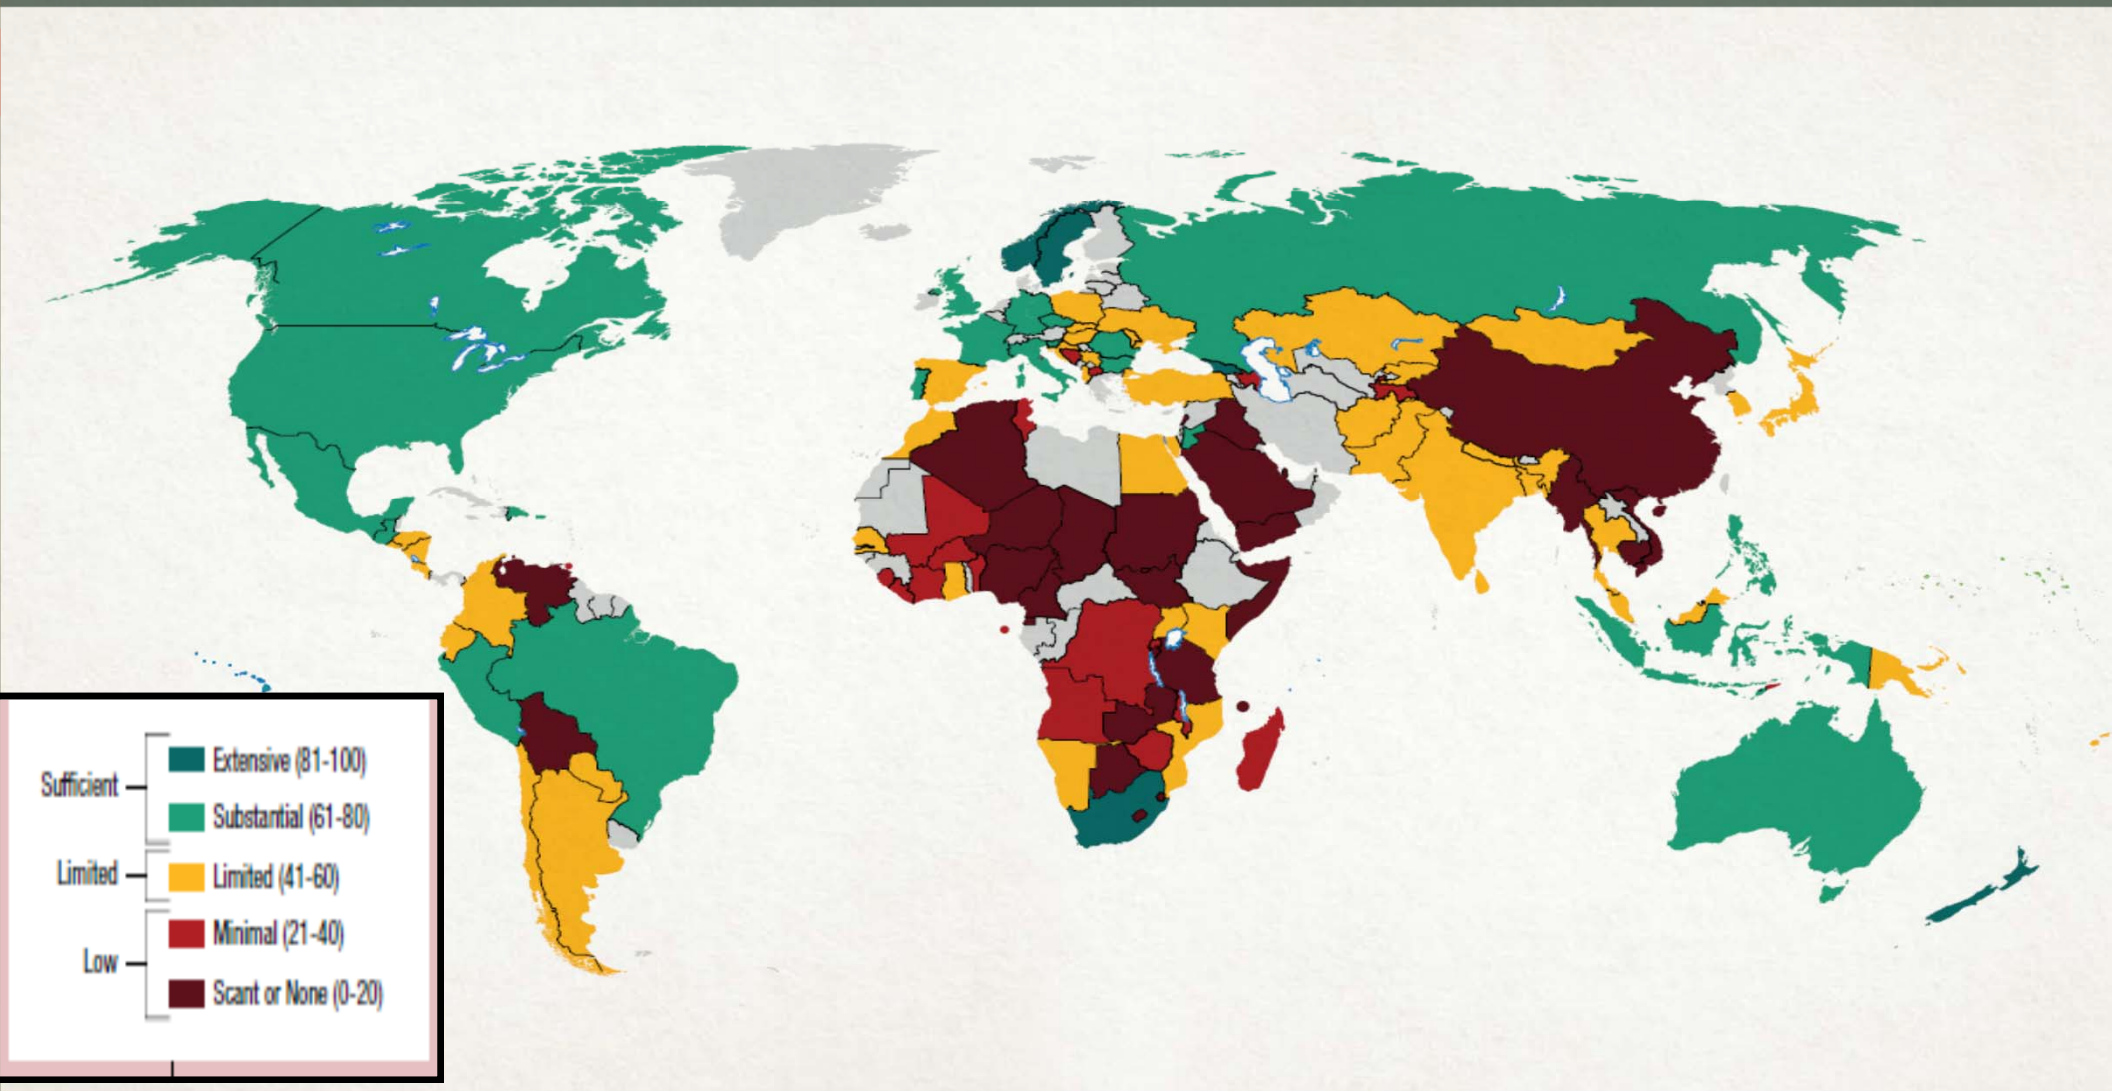 Sufficient
Extensive (81-100)
Substantial (61-80)
Limited
Limited (41-60)
Low
Minimal (21-40)
Scant or None (0-20)